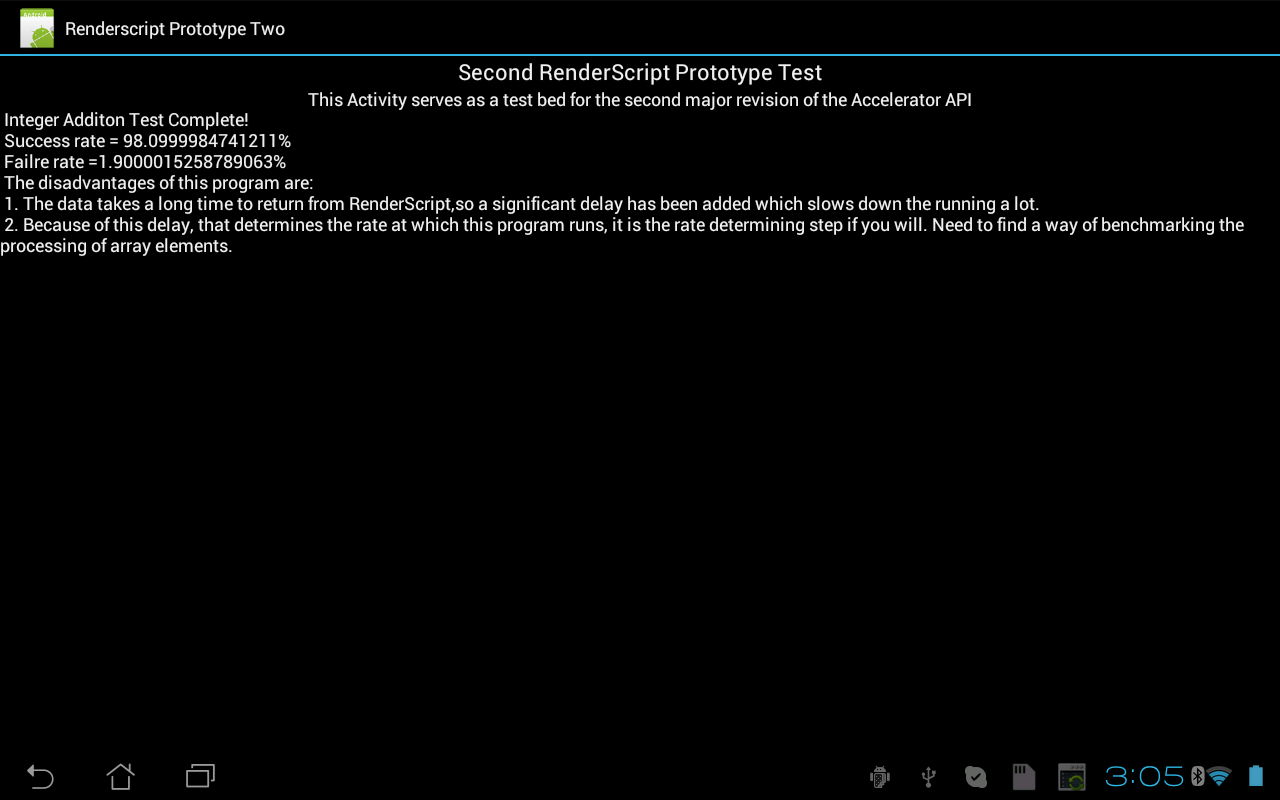 Renderscript Prototype Two
Second RenderScript Prototype Test
This Activity serves as a test bed for the second major revision of the Accelerator API
Integer Additon Test Complete!
Success rate = 98.0999984741211%
Failre rate =1.9000015258789063%
The disadvantages of this program are:
1. The data takes a long time to return from RenderScript,so a significant delay has been added which slows down the running a lot.
2. Because of this delay, that determines the rate at which this program runs, it is the rate determining step if you will. Need to find a way of benchmarking the
processing of array elements.
3:05